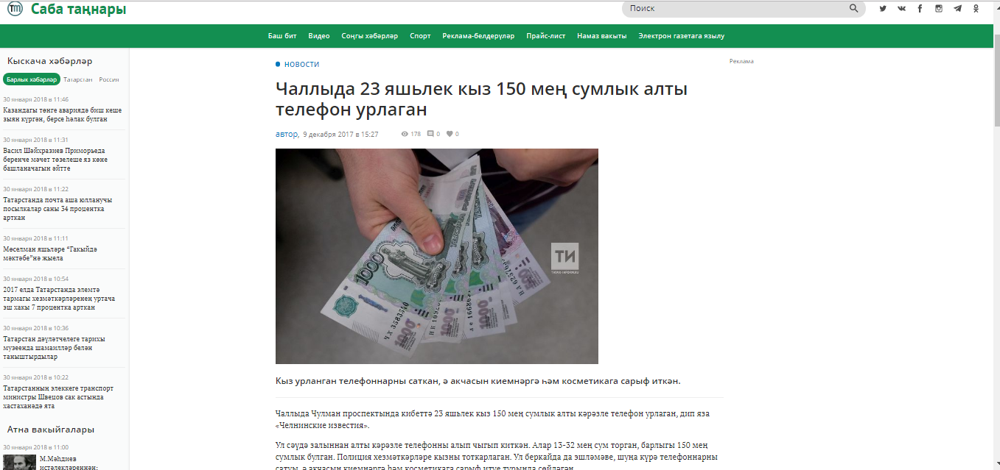 Tm Саба таңнары
Поиск
Баш бит Видео Соңгы хәбәрләр Спорт Реклама-белдерүләр Прайс-лист Намаз вакыты Электрон газетага язылу
Кыскача хәбәрләр
Барлык хәбәрләр Татарстан Россия
30 января 2018 в 11:46
Казандагы төнге авариядә биш кеше
зыян күргән, берсе һәлак булган
30 января 2018 в 11:31
Васил Шәйхразиев Приморьеда
беренче мәчет төзелеше яз көне
башланачагын әйтте
30 января 2018 в 11:22
Татарстанда почта аша юлланучы
посылкалар саны 34 процентка
арткан
30 января 2018 в 11:11
Мөселман яшьләре “Гакыйдә
мәктәбе”нә җыела
30 января 2018 в 10:54
2017 елда Татарстанда элемтә
тармагы хезмәткәрләренең уртача
эш хакы 7 процентка арткан
30 января 2018 в 10:36
Татарстан дәүләтчелеге тарихы
музеенда шамаилләр белән
таныштырдылар
30 января 2018 в 10:22
Татарстанның элеккеге транспорт
министры Швецов сак астында
хастаханәдә ята
Атна вакыйгалары
30 января 2018 в 11:00
М.Мәһдиев
истәлекләреннән:
НОВОСТИ
Чаллыда 23 яшьлек кыз 150 мең сумлык алты
телефон урлаган
автор, 9 декабря 2017 в 15:27 178 0 0
1000
ТИ
Кыз урланган телефоннарны саткан, ә акчасын киемнәргә һәм косметикага сарыф иткән.
Чаллыда Чулман проспектында кибеттә 23 яшьлек кыз 150 мең сумлык алты кәрәзле телефон урлаган, дип яза
«Челнинские известия».
Ул сәүдә залыннан алты кәрәзле телефонны алып чыгып киткән. Алар 13-32 мең сум торган, барлыгы 150 мең
сумлык булган. Полиция хезмәткәрләре кызны тоткарлаган. Ул беркайда да эшләмәве, шуңа күрә телефоннарны
сатуы, ә акчасын киемнәргә һәм косметикага сарыф итүе турында сөйләгән.
Реклама